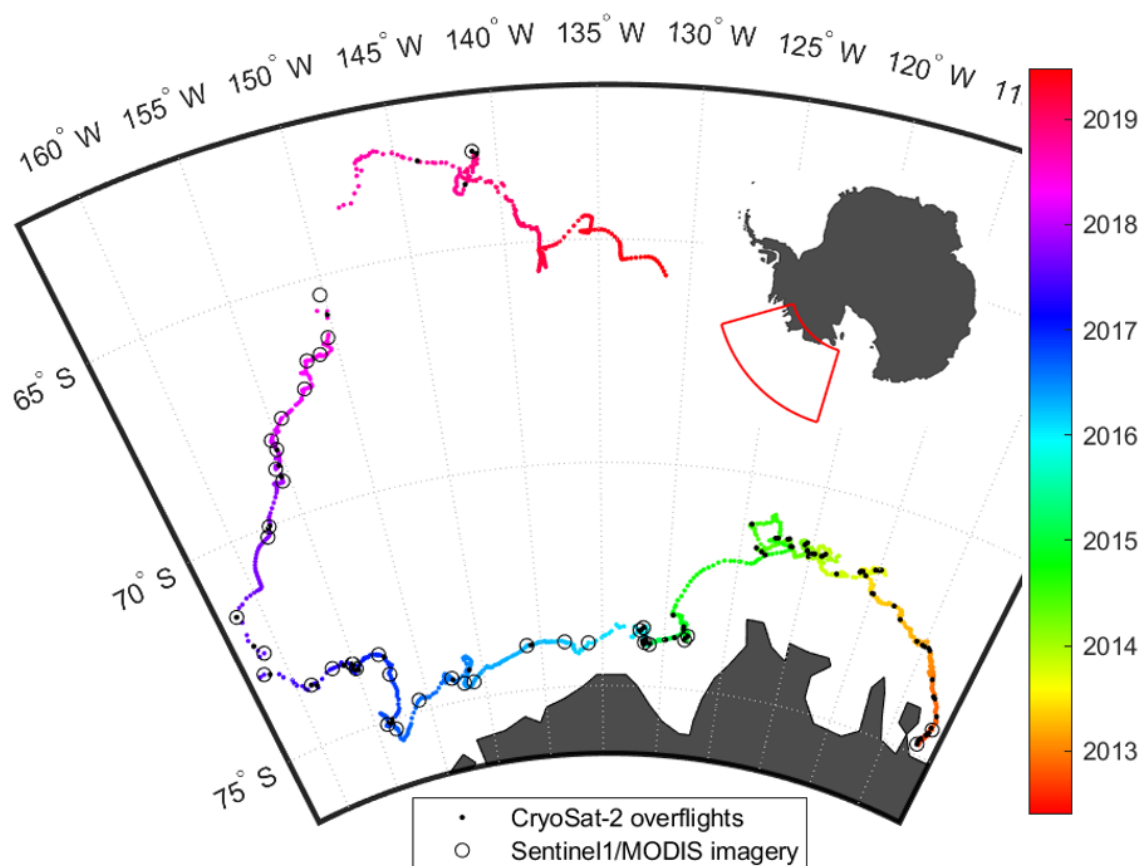 160° W
155° W
150° W
145° W
140° W
135° W
130° W
125° W
120° W
11
65° S
70° S
75° S
2019
2018
2017
2016
2015
2014
2013
CryoSat-2 overflights
Sentinel1/MODIS imagery